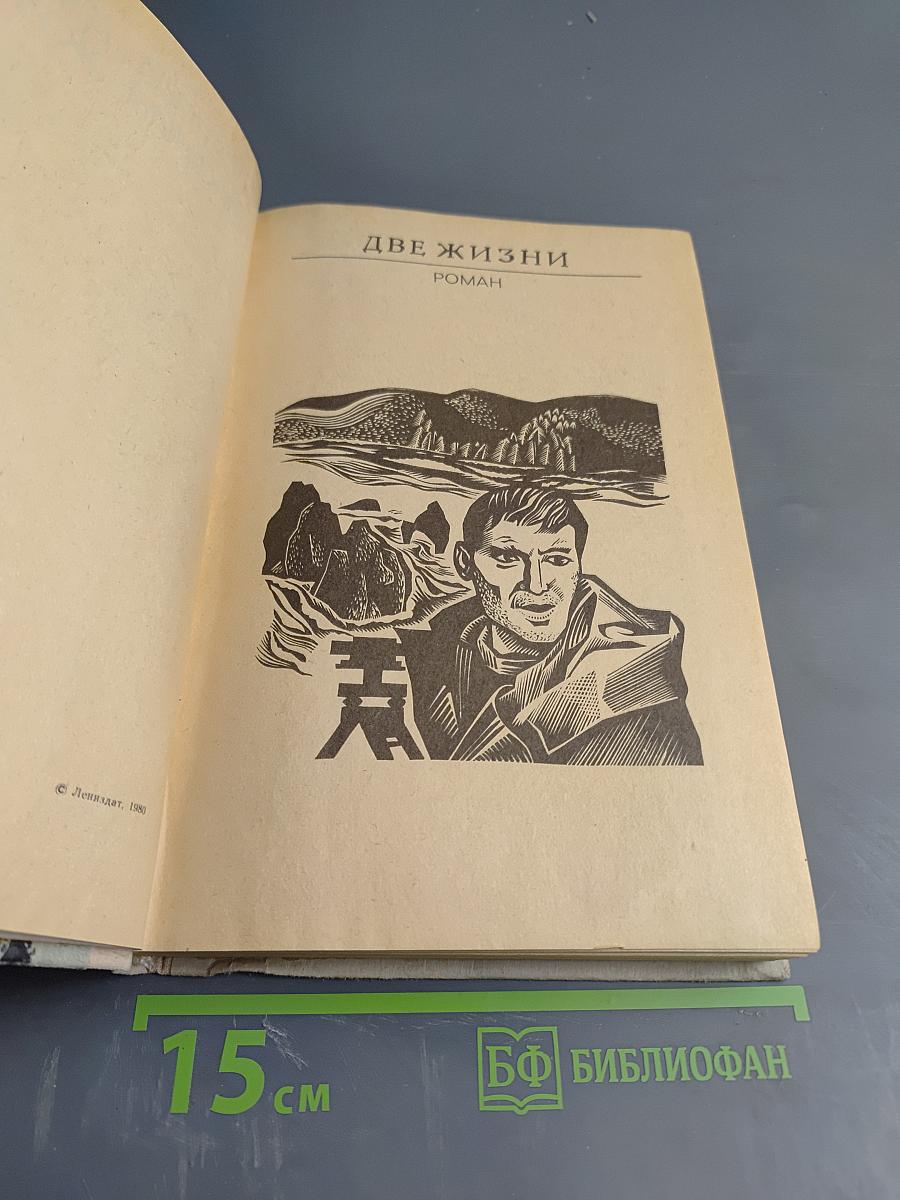 ДВЕ ЖИЗНИ
РОМАН
© Лениздат, 1980
15 см
БФ БИБЛИОФАН